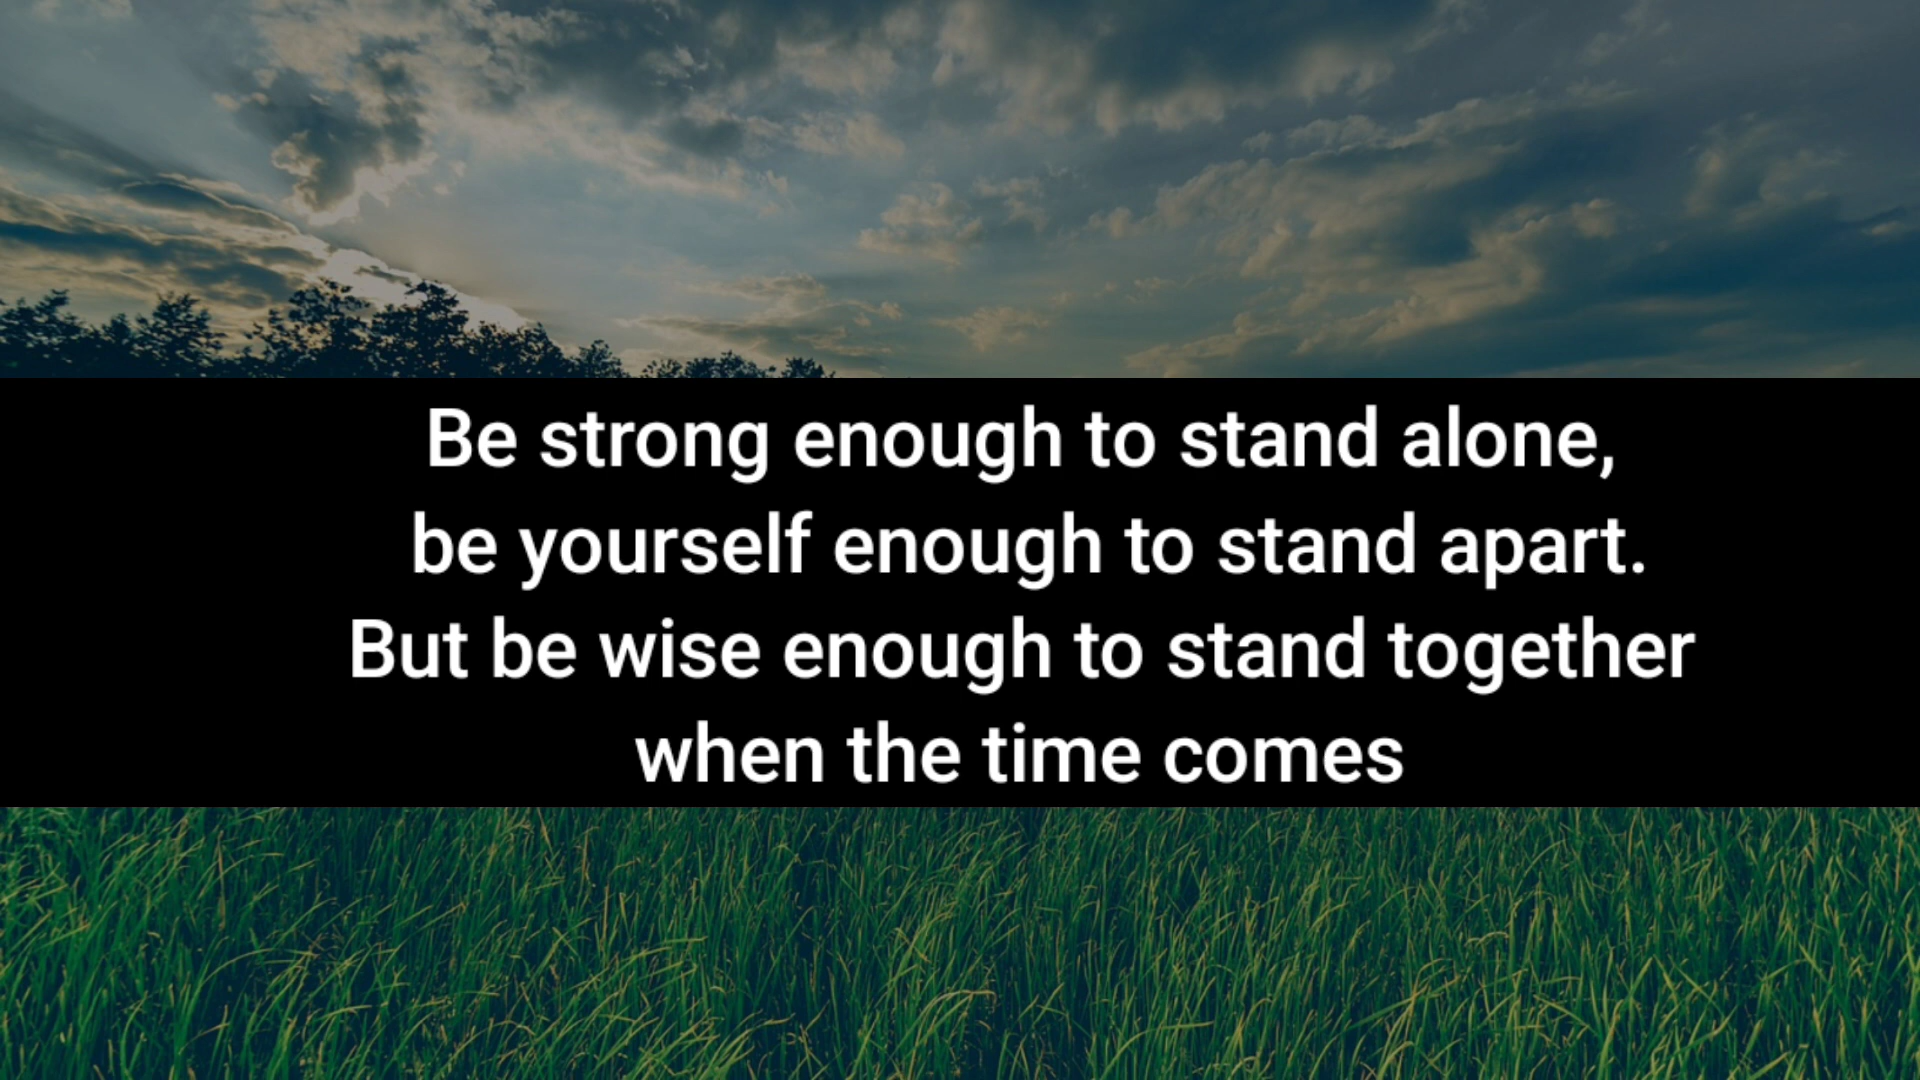 Be strong enough to stand alone,
be yourself enough to stand apart.
But be wise enough to stand together
when the time comes